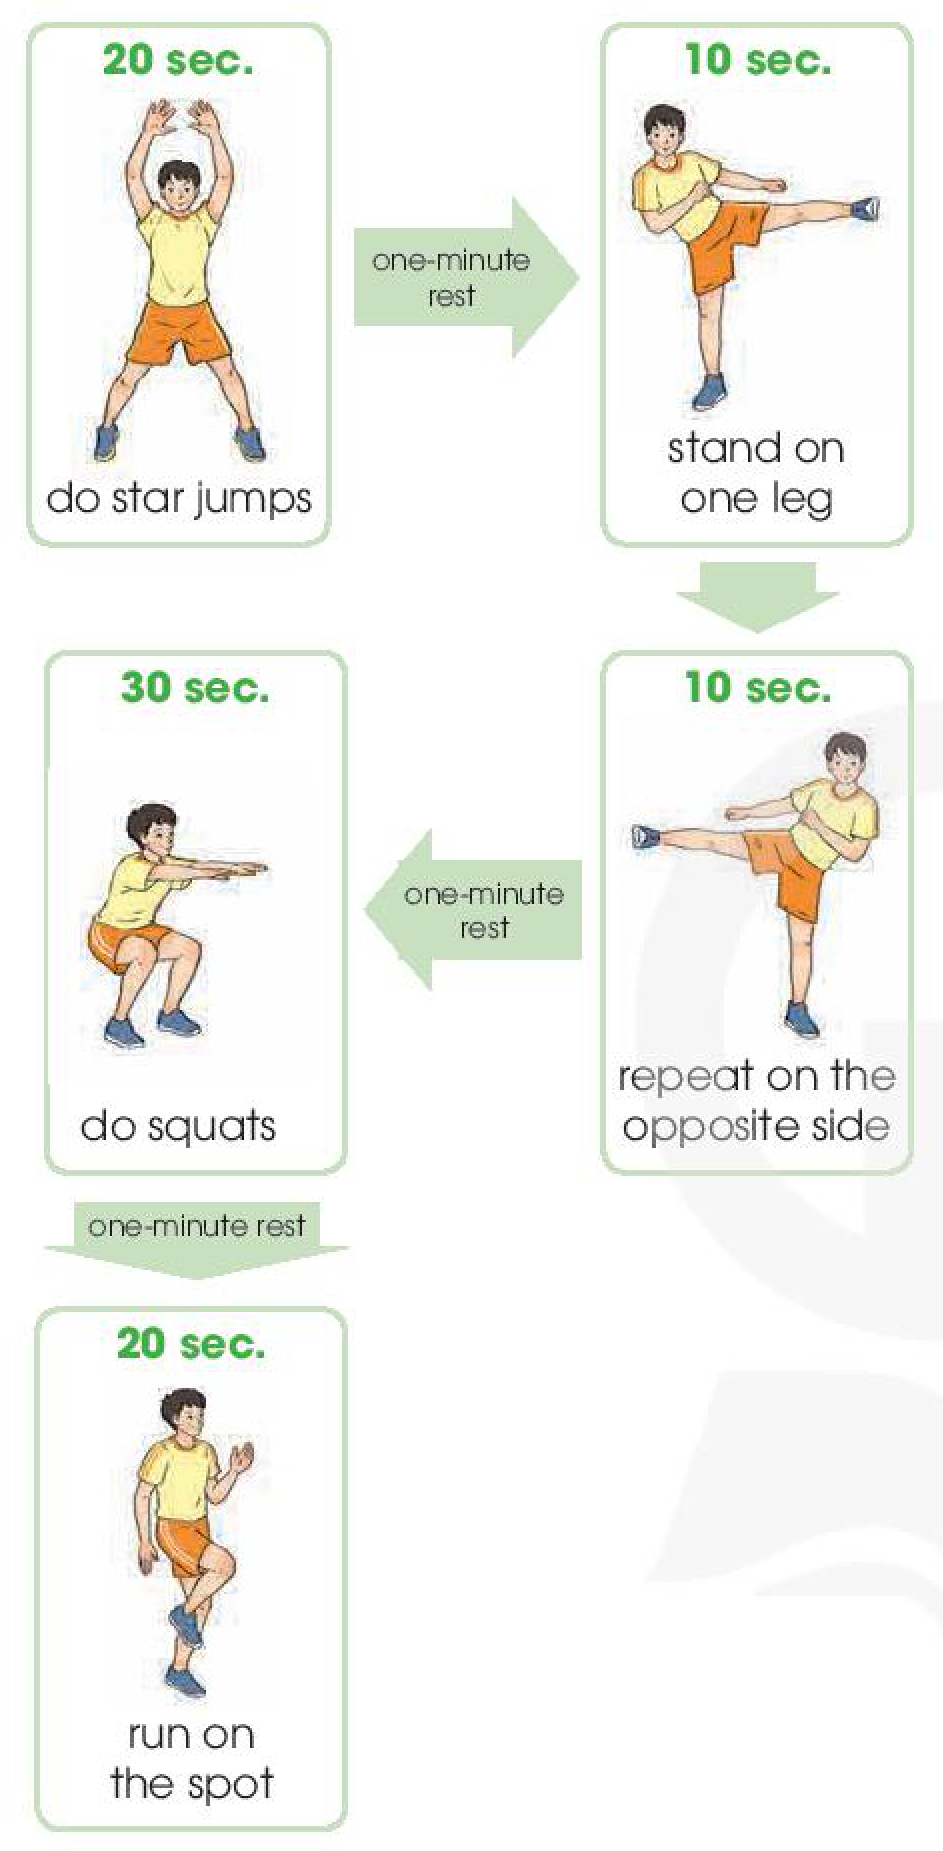 20 sec.
do star jumps
one-minute
rest
10 sec.
stand on
one leg
10 sec.
repeat on the
opposite side
one-minute
rest
30 sec.
do squats
one-minute rest
20 sec.
run on
the spot